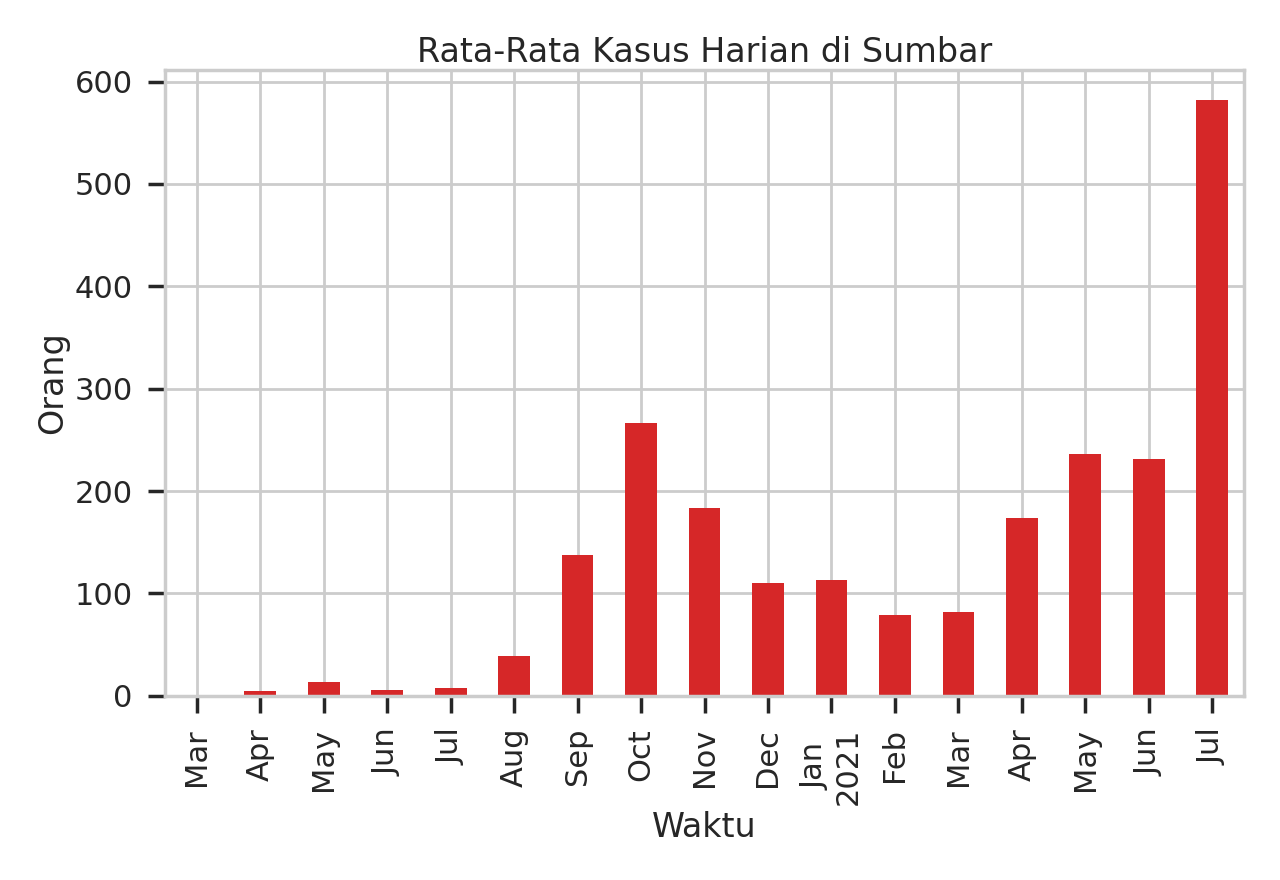 Rata-Rata Kasus Harian di Sumbar
600
500
400
300
200
100
0
Orang
Mar
Apr
May
Jun
Jul
Aug
Sep
Oct
Nov
Dec
Jan
2021
Feb
Mar
Apr
May
Jun
Jul
Waktu